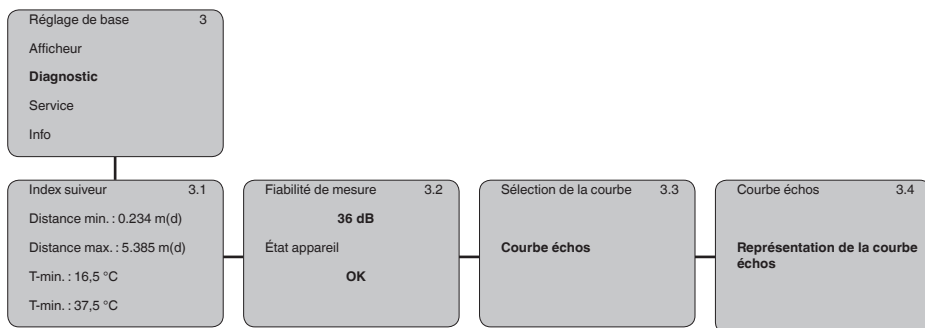 Réglage de base 3
Afficheur
Diagnostic
Service
Info
Index suiveur 3.1
Distance min. : 0.234 m(d)
Distance max. : 5.385 m(d)
T-min. : 16,5 °C
T-min. : 37,5 °C
Fiabilité de mesure 3.2
36 dB
État appareil
OK
Sélection de la courbe 3.3
Courbe échos
Courbe échos 3.4
Représentation de la courbe
échos